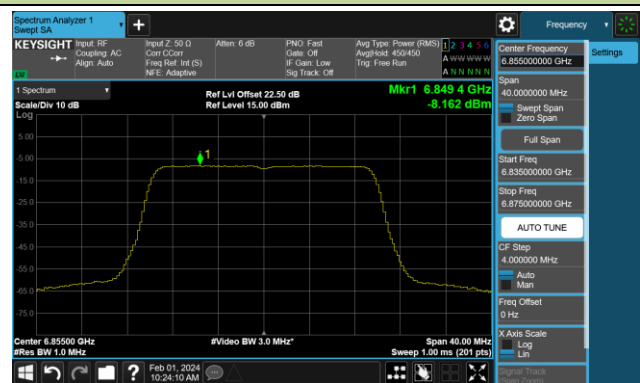 Spectrum Analyzer 1
Swept SA
Frequency
KEYSIGHT
Input: RF
Coupling: AC
Align: Auto
Input Z: 50 Ω
Corr CCorr
Freq Ref: Int (S)
NFE: Adaptive
Atten: 6 dB
PNO: Fast
Gate: Off
IF Gain: Low
Sig Track: Off
Avg Type: Power (RMS)
Avg|Hold: 450/450
Trig: Free Run
1 2 3 4 5 6
A W W W W W
A N N N N N
LW
Center Frequency
6.855000000 GHz
Settings
Span
40.0000000 MHz
Swept Span
Zero Span
Full Span
Start Freq
6.835000000 GHz
Stop Freq
6.875000000 GHz
AUTO TUNE
CF Step
4.000000 MHz
Auto
Man
Freq Offset
0 Hz
X Axis Scale
Log
Lin
Signal Track
1 Spectrum
Scale/Div 10 dB
Log
Ref Lvl Offset 22.50 dB
Ref Level 15.00 dBm
Mkr1 6.849 4 GHz
-8.162 dBm
1
5.00
-5.00
-15.0
-25.0
-35.0
-45.0
-55.0
-65.0
-75.0
Center 6.85500 GHz
#Res BW 1.0 MHz
#Video BW 3.0 MHz*
Span 40.00 MHz
Sweep 1.00 ms (201 pts)
Feb 01, 2024
10:24:10 AM